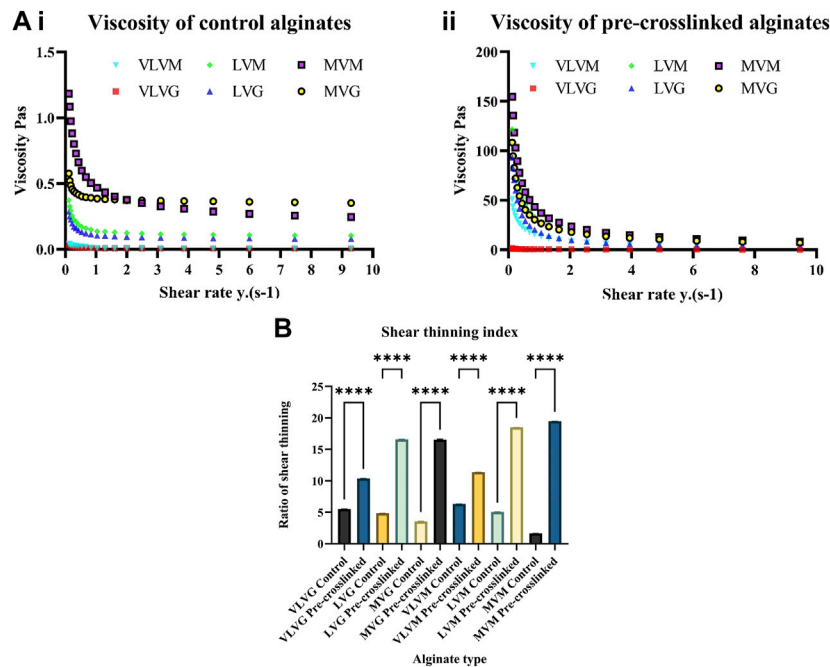 A i
Viscosity of control alginates
VLVM
LVM
MVM
VLVG
LVG
MVG
Viscosity Pas
1.5
1.0
0.5
0.0
0 1 2 3 4 5 6 7 8 9 10
Shear rate y.(s-1)
ii
Viscosity of pre-crosslinked alginates
VLVM
LVM
MVM
VLVG
LVG
MVG
Viscosity Pas
200
150
100
50
0
0 2 4 6 8 10
Shear rate y.(s-1)
B
Shear thinning index
**** **** ****
**** **** ****
Ratio of shear thinning
25
20
15
10
5
0
VLVG Control
VLVG Pre-crosslinked
LVG Control
LVG Pre-crosslinked
MVG Control
MVG Pre-crosslinked
VLVM Control
VLVM Pre-crosslinked
LVM Control
LVM Pre-crosslinked
MVM Control
MVM Pre-crosslinked
Alginate type